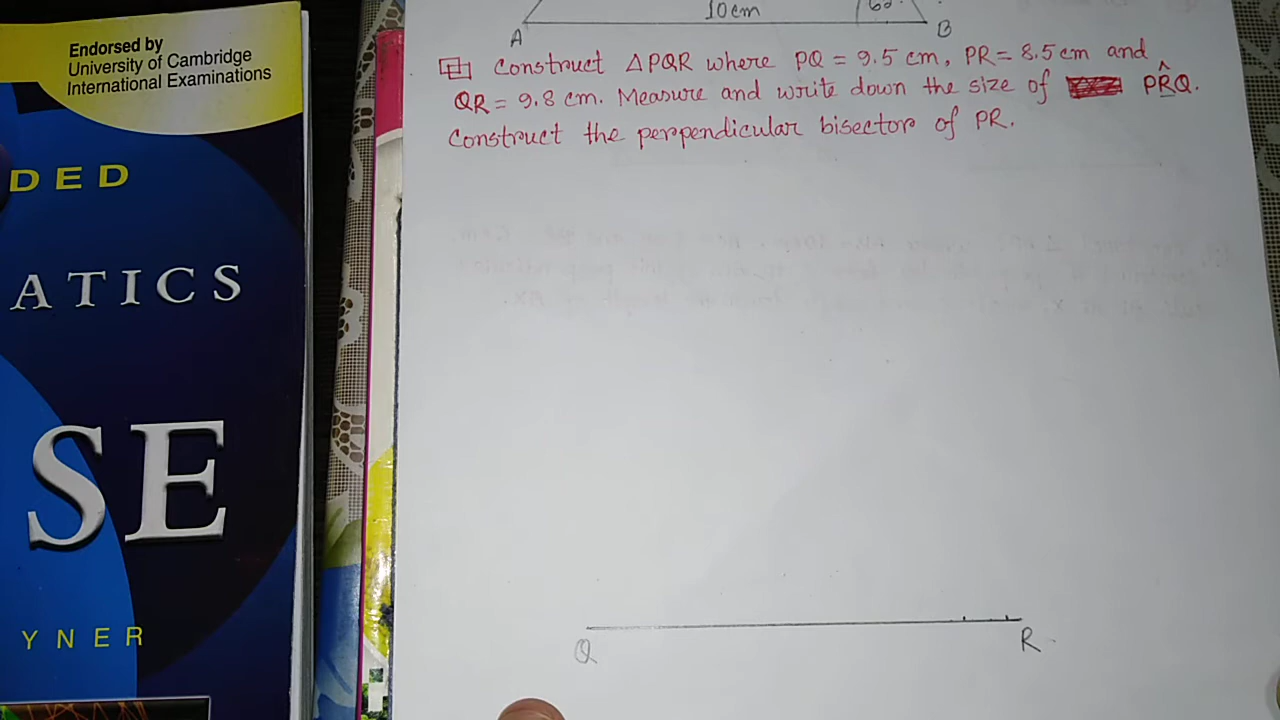 Endorsed by
University of Cambridge
International Examinations
DED
ATICS
SE
YNER
10cm
A
B
Construct ΔPQR where PQ = 9.5 cm, PR = 8.5 cm and
QR = 9.8 cm. Measure and write down the size of PR̂Q.
Construct the perpendicular bisector of PR.
Q
R